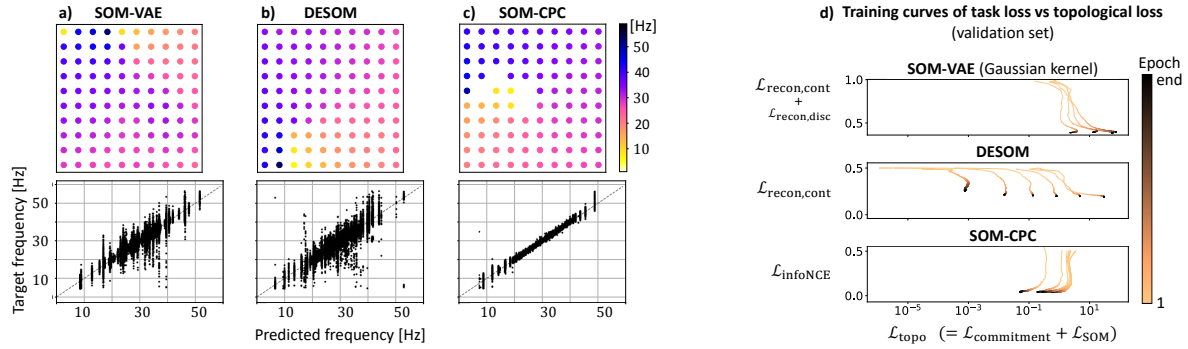 a) SOM-VAE
b) DESOM
c) SOM-CPC
[Hz]
50
40
30
20
10
Target frequency [Hz]
50
30
10
10 30 50
10 30 50
10 30 50
Predicted frequency [Hz]
d) Training curves of task loss vs topological loss
(validation set)
SOM-VAE (Gaussian kernel)
ℒrecon,cont
+
ℒrecon,disc
1.0
0.5
DESOM
ℒrecon,cont
0.5
0.0
SOM-CPC
ℒinfoNCE
0.5
0.0
10⁻⁵ 10⁻³ 10⁻¹ 10¹
ℒtopo (= ℒcommitment + ℒSOM)
Epoch
end
1